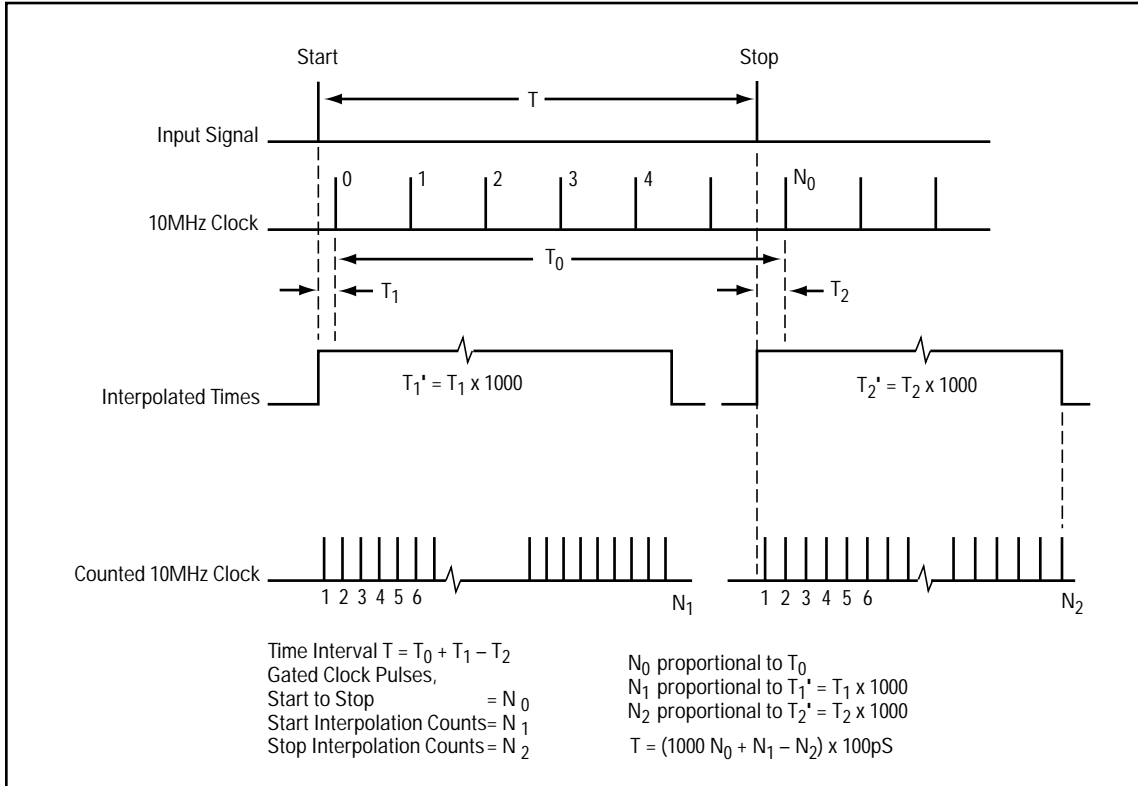 Start Stop
T
Input Signal
0 1 2 3 4 N₀
10MHz Clock
T₀
T₁ T₂
T₁' = T₁ x 1000 T₂' = T₂ x 1000
Interpolated Times
Counted 10MHz Clock
1 2 3 4 5 6 N₁ 1 2 3 4 5 6 N₂
Time Interval T = T₀ + T₁ – T₂
Gated Clock Pulses,
Start to Stop = N₀
Start Interpolation Counts= N₁
Stop Interpolation Counts = N₂
N₀ proportional to T₀
N₁ proportional to T₁' = T₁ x 1000
N₂ proportional to T₂' = T₂ x 1000
T = (1000 N₀ + N₁ – N₂) x 100pS